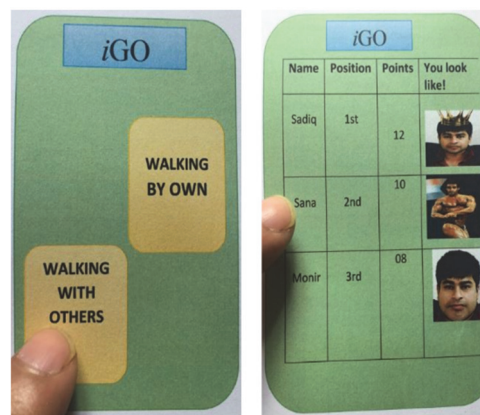 iGO
WALKING
BY OWN
WALKING
WITH
OTHERS
iGO
Name Position Points You look
like!
Sadiq 1st 12
Sana 2nd 10
Monir 3rd 08